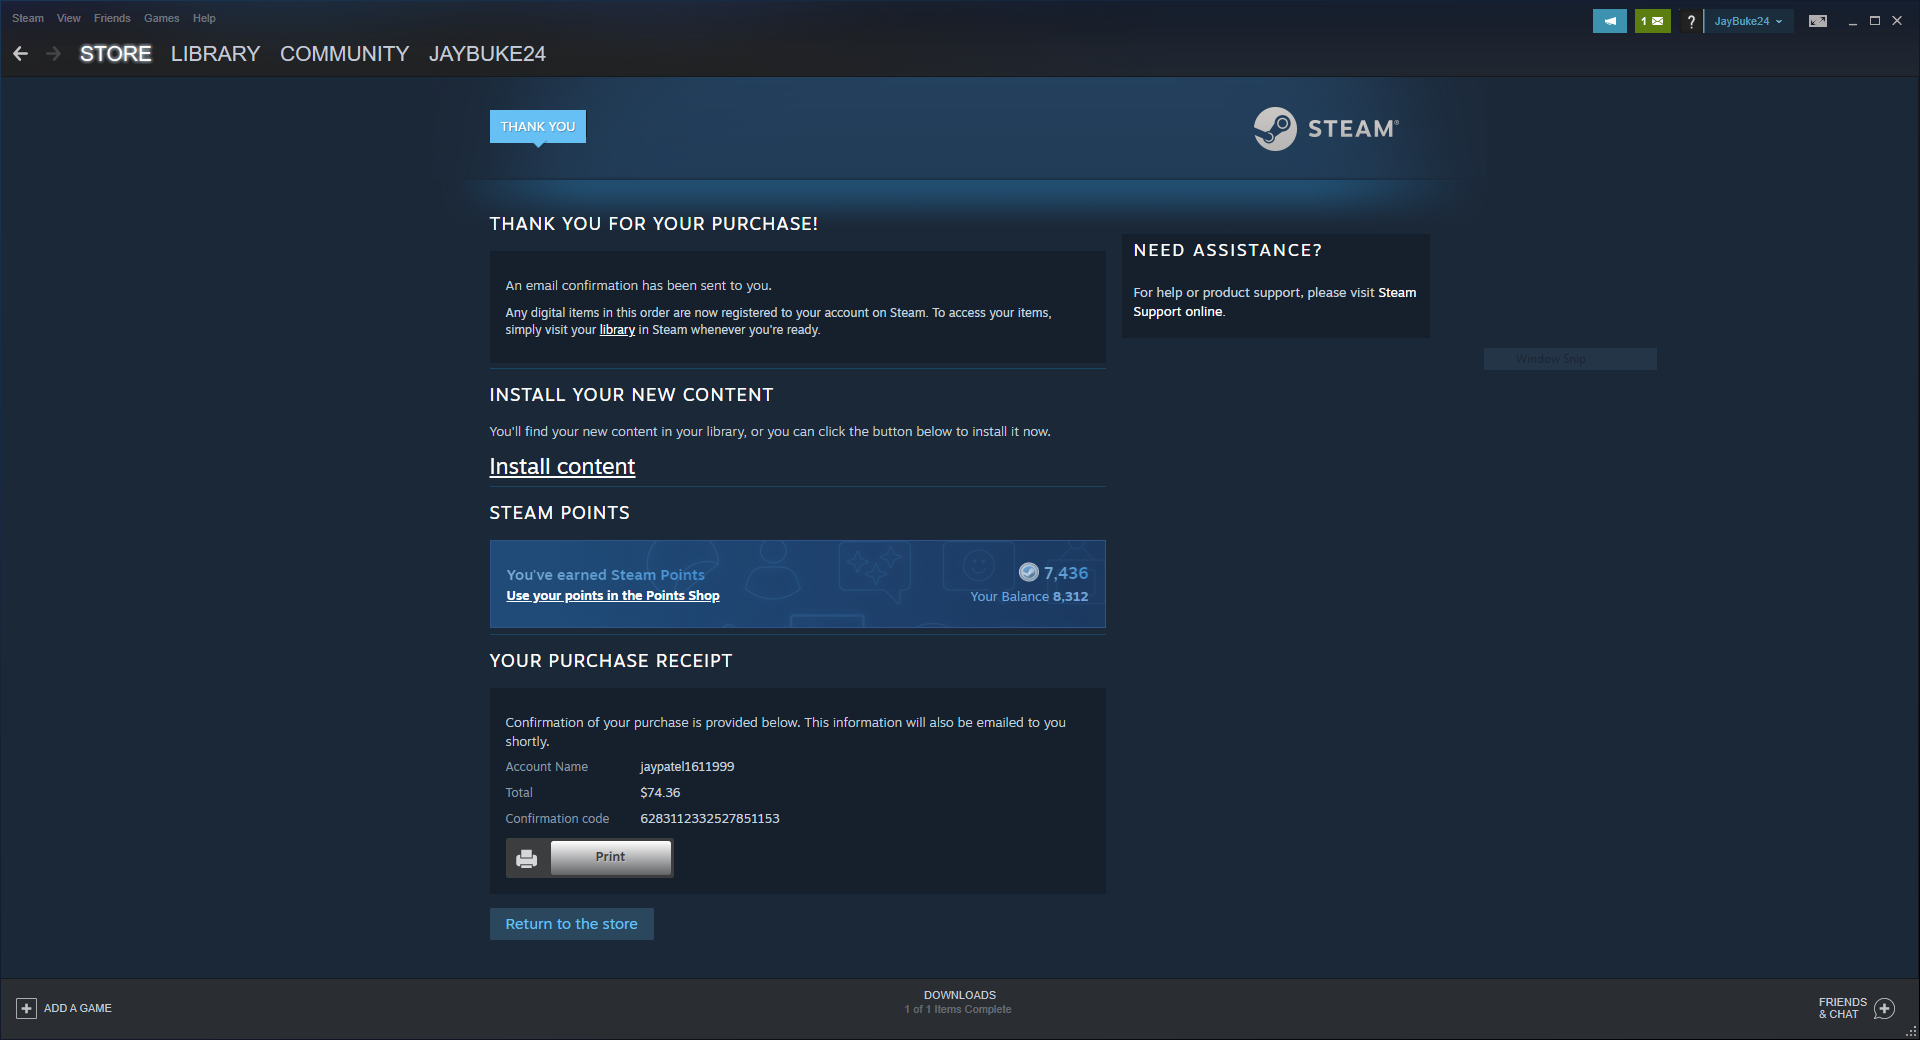 Steam View Friends Games Help
1 ? JayBuke24
STORE LIBRARY COMMUNITY JAYBUKE24
THANK YOU
STEAM®
THANK YOU FOR YOUR PURCHASE!
An email confirmation has been sent to you.
Any digital items in this order are now registered to your account on Steam. To access your items,
simply visit your library in Steam whenever you're ready.
NEED ASSISTANCE?
For help or product support, please visit Steam
Support online.
Window Snip
INSTALL YOUR NEW CONTENT
You'll find your new content in your library, or you can click the button below to install it now.
Install content
STEAM POINTS
You've earned Steam Points
7,436
Use your points in the Points Shop
Your Balance 8,312
YOUR PURCHASE RECEIPT
Confirmation of your purchase is provided below. This information will also be emailed to you
shortly.
Account Name jaypatel1611999
Total $74.36
Confirmation code 6283112332527851153
Print
Return to the store
ADD A GAME
DOWNLOADS
1 of 1 Items Complete
FRIENDS
& CHAT